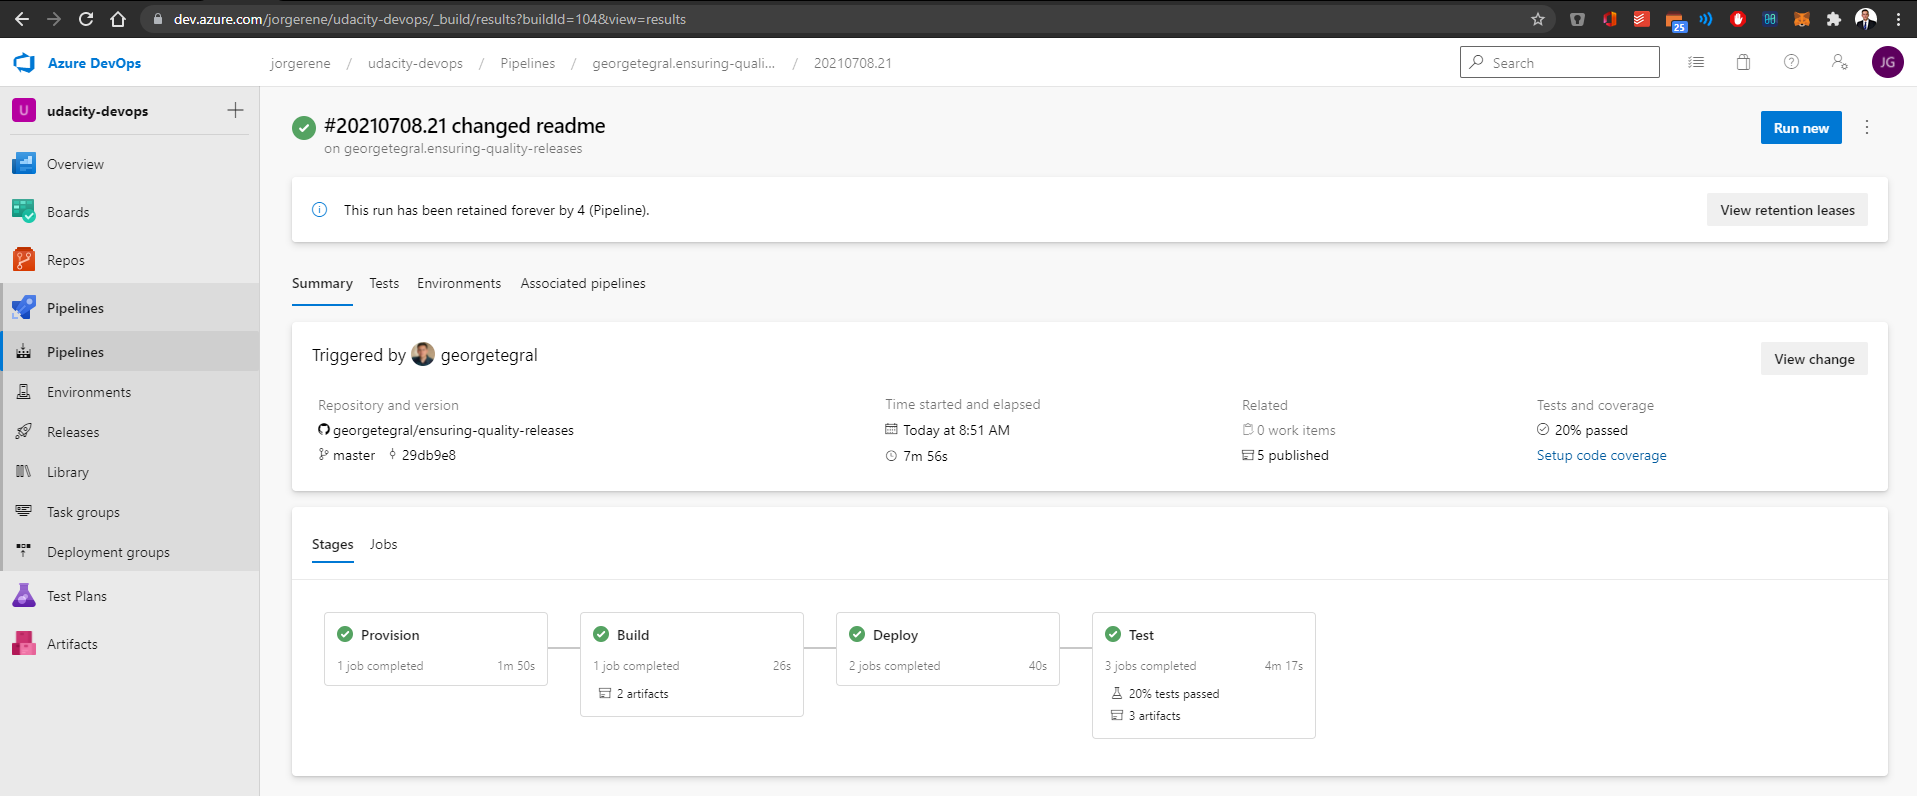 dev.azure.com/jorgerene/udacity-devops/_build/results?buildId=104&view=results
25
Azure DevOps
jorgerene / udacity-devops / Pipelines / georgetegral.ensuring-quali... / 20210708.21
Search
JG
U udacity-devops
Overview
Boards
Repos
Pipelines
Pipelines
Environments
Releases
Library
Task groups
Deployment groups
Test Plans
Artifacts
#20210708.21 changed readme
on georgetegral.ensuring-quality-releases
Run new
This run has been retained forever by 4 (Pipeline).
View retention leases
Summary Tests Environments Associated pipelines
Triggered by georgetegral
View change
Repository and version
georgetegral/ensuring-quality-releases
master 29db9e8
Time started and elapsed
Today at 8:51 AM
7m 56s
Related
0 work items
5 published
Tests and coverage
20% passed
Setup code coverage
Stages Jobs
Provision
1 job completed 1m 50s
Build
1 job completed 26s
2 artifacts
Deploy
2 jobs completed 40s
Test
3 jobs completed 4m 17s
20% tests passed
3 artifacts